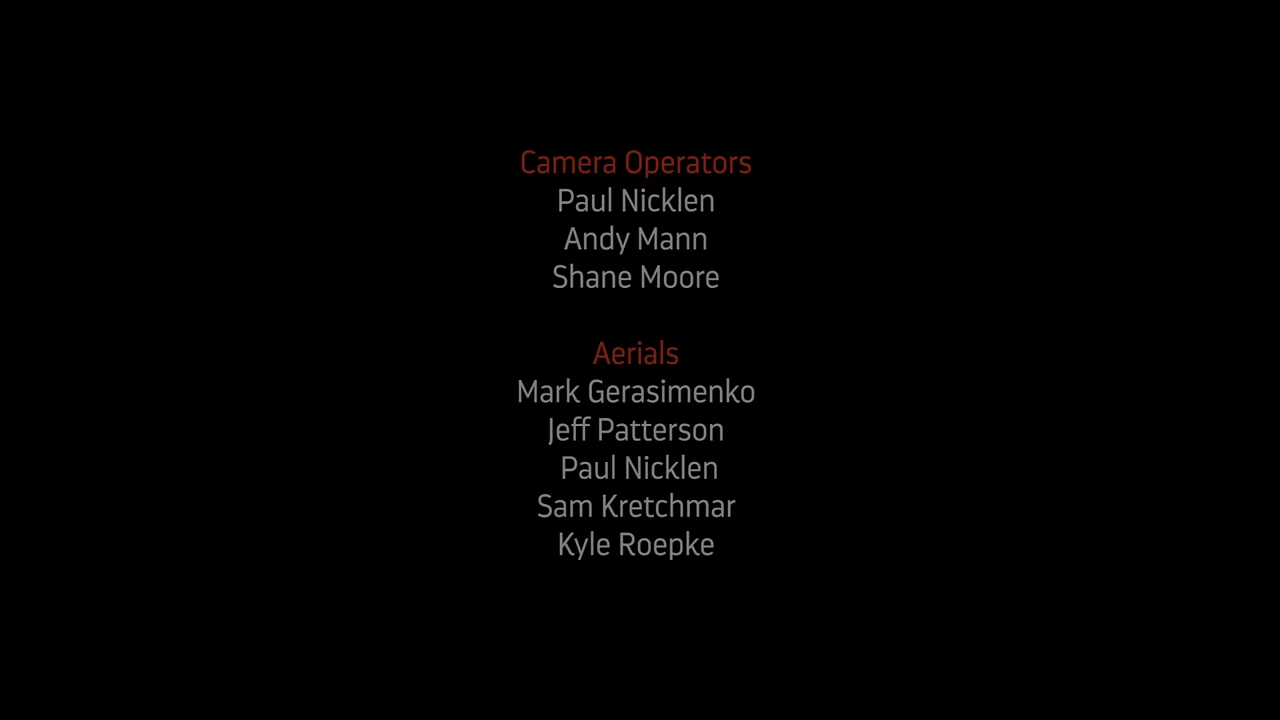 Camera Operators
Paul Nicklen
Andy Mann
Shane Moore
Aerials
Mark Gerasimenko
Jeff Patterson
Paul Nicklen
Sam Kretchmar
Kyle Roepke